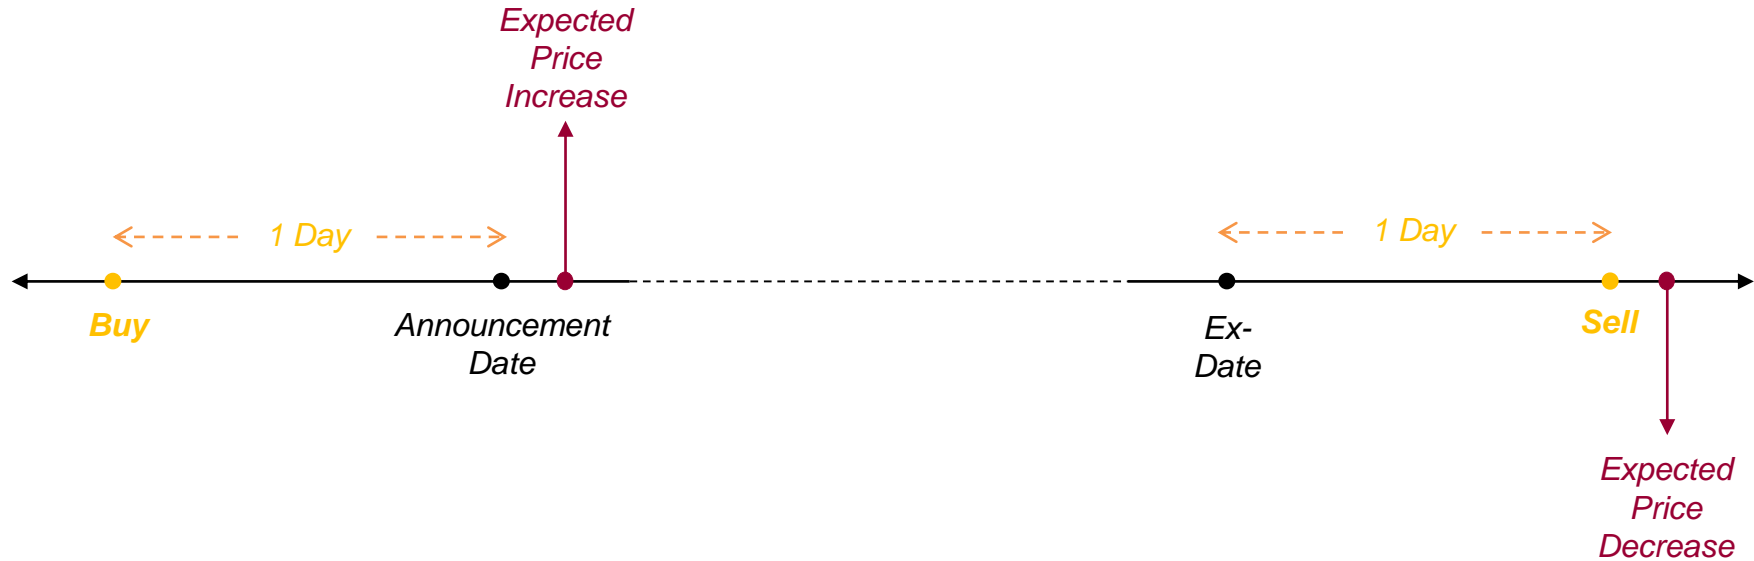 Expected
Price
Increase
1 Day
1 Day
Buy
Announcement
Date
Ex-
Date
Sell
Expected
Price
Decrease